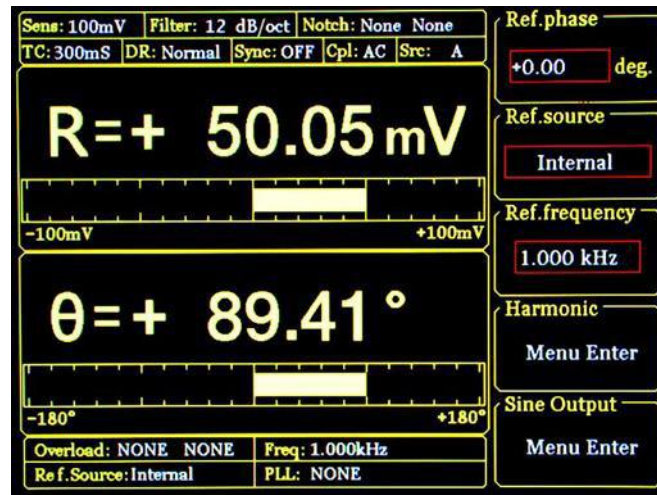 Sens: 100mV Filter: 12 dB/oct Notch: None None
TC: 300mS DR: Normal Sync: OFF Cpl: AC Src: A
R=+ 50.05 mV
-100mV +100mV
θ=+ 89.41 °
-180° +180°
Overload: NONE NONE Freq: 1.000kHz
Ref.Source: Internal PLL: NONE
Ref.phase
+0.00 deg.
Ref.source
Internal
Ref.frequency
1.000 kHz
Harmonic
Menu Enter
Sine Output
Menu Enter